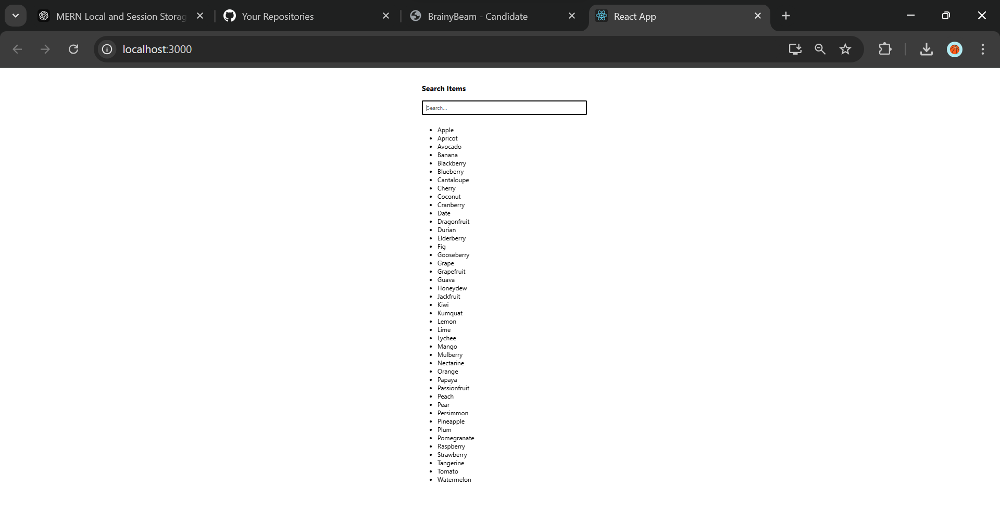 MERN Local and Session Storag
Your Repositories
BrainyBeam - Candidate
React App
localhost:3000
Search Items
Search...
Apple
Apricot
Avocado
Banana
Blackberry
Blueberry
Cantaloupe
Cherry
Coconut
Cranberry
Date
Dragonfruit
Durian
Elderberry
Fig
Gooseberry
Grape
Grapefruit
Guava
Honeydew
Jackfruit
Kiwi
Kumquat
Lemon
Lime
Lychee
Mango
Mulberry
Nectarine
Orange
Papaya
Passionfruit
Peach
Pear
Persimmon
Pineapple
Plum
Pomegranate
Raspberry
Strawberry
Tangerine
Tomato
Watermelon